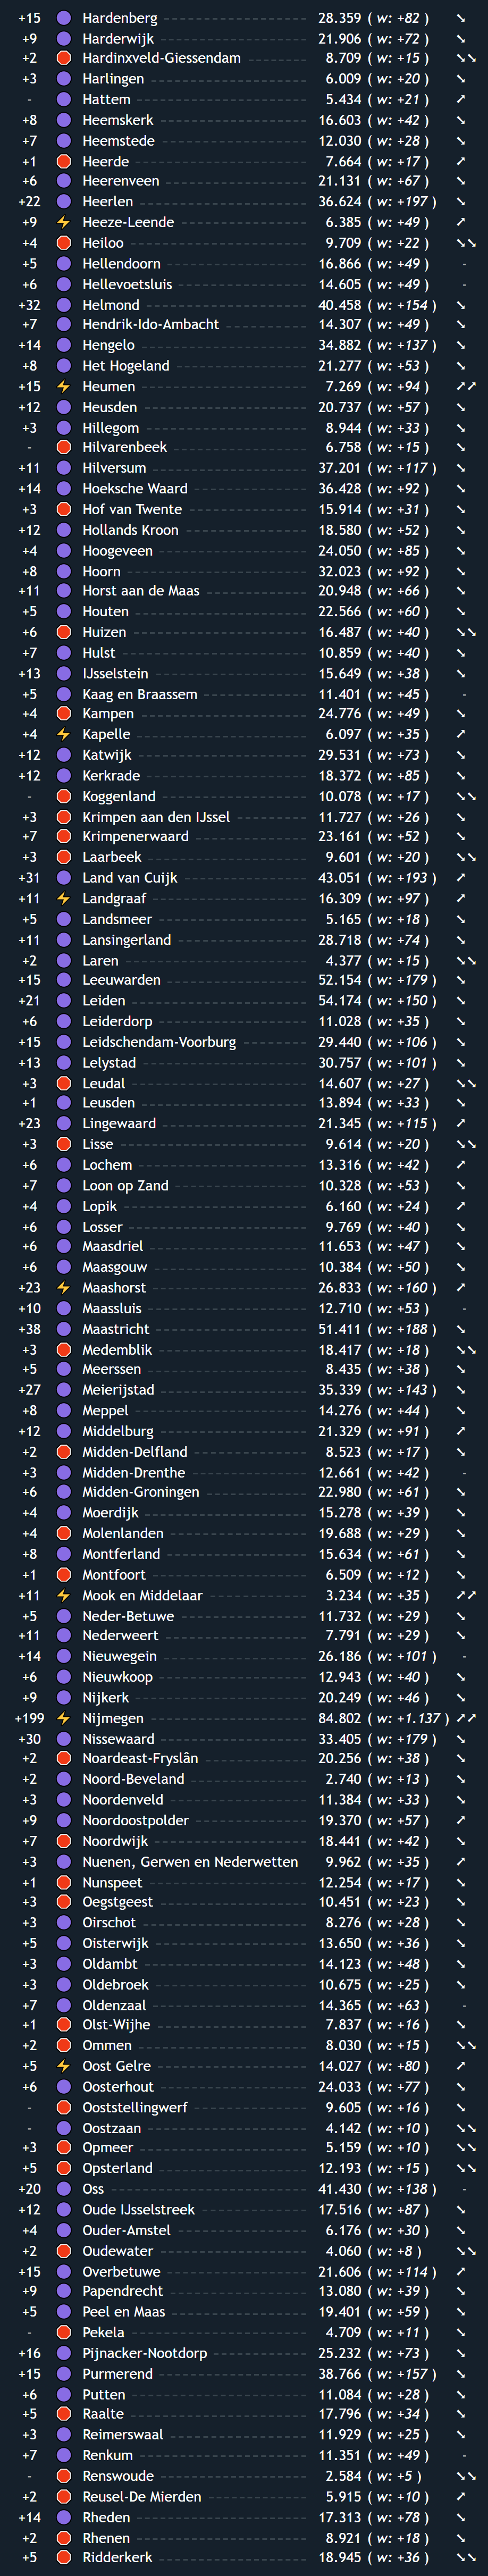 +15 Hardenberg 28.359 ( w: +82 ) ↘
+9 Harderwijk 21.906 ( w: +72 ) ↘
+2 Hardinxveld-Giessendam 8.709 ( w: +15 ) ↘↘
+3 Harlingen 6.009 ( w: +20 ) ↘
- Hattem 5.434 ( w: +21 ) ↗
+8 Heemskerk 16.603 ( w: +42 ) ↘
+7 Heemstede 12.030 ( w: +28 ) ↘
+1 Heerde 7.664 ( w: +17 ) ↗
+6 Heerenveen 21.131 ( w: +67 ) ↘
+22 Heerlen 36.624 ( w: +197 ) ↘
+9 Heeze-Leende 6.385 ( w: +49 ) ↗
+4 Heiloo 9.709 ( w: +22 ) ↘↘
+5 Hellendoorn 16.866 ( w: +49 ) -
+6 Hellevoetsluis 14.605 ( w: +49 ) -
+32 Helmond 40.458 ( w: +154 ) ↘
+7 Hendrik-Ido-Ambacht 14.307 ( w: +49 ) ↘
+14 Hengelo 34.882 ( w: +137 ) ↘
+8 Het Hogeland 21.277 ( w: +53 ) ↘
+15 Heumen 7.269 ( w: +94 ) ↗↗
+12 Heusden 20.737 ( w: +57 ) ↘
+3 Hillegom 8.944 ( w: +33 ) ↘
- Hilvarenbeek 6.758 ( w: +15 ) ↘
+11 Hilversum 37.201 ( w: +117 ) ↘
+14 Hoeksche Waard 36.428 ( w: +92 ) ↘
+3 Hof van Twente 15.914 ( w: +31 ) ↘
+12 Hollands Kroon 18.580 ( w: +52 ) ↘
+4 Hoogeveen 24.050 ( w: +85 ) ↘
+8 Hoorn 32.023 ( w: +92 ) ↘
+11 Horst aan de Maas 20.948 ( w: +66 ) ↘
+5 Houten 22.566 ( w: +60 ) ↘
+6 Huizen 16.487 ( w: +40 ) ↘↘
+7 Hulst 10.859 ( w: +40 ) ↘
+13 IJsselstein 15.649 ( w: +38 ) ↘
+5 Kaag en Braassem 11.401 ( w: +45 ) -
+4 Kampen 24.776 ( w: +49 ) ↘
+4 Kapelle 6.097 ( w: +35 ) ↗
+12 Katwijk 29.531 ( w: +73 ) ↘
+12 Kerkrade 18.372 ( w: +85 ) ↘
- Koggenland 10.078 ( w: +17 ) ↘↘
+3 Krimpen aan den IJssel 11.727 ( w: +26 ) ↘
+7 Krimpenerwaard 23.161 ( w: +52 ) ↘
+3 Laarbeek 9.601 ( w: +20 ) ↘↘
+31 Land van Cuijk 43.051 ( w: +193 ) ↗
+11 Landgraaf 16.309 ( w: +97 ) ↗
+5 Landsmeer 5.165 ( w: +18 ) ↘
+11 Lansingerland 28.718 ( w: +74 ) ↘
+2 Laren 4.377 ( w: +15 ) ↘↘
+15 Leeuwarden 52.154 ( w: +179 ) ↘
+21 Leiden 54.174 ( w: +150 ) ↘
+6 Leiderdorp 11.028 ( w: +35 ) ↘
+15 Leidschendam-Voorburg 29.440 ( w: +106 ) ↘
+13 Lelystad 30.757 ( w: +101 ) ↘
+3 Leudal 14.607 ( w: +27 ) ↘↘
+1 Leusden 13.894 ( w: +33 ) ↘
+23 Lingewaard 21.345 ( w: +115 ) ↗
+3 Lisse 9.614 ( w: +20 ) ↘↘
+6 Lochem 13.316 ( w: +42 ) ↗
+7 Loon op Zand 10.328 ( w: +53 ) ↘
+4 Lopik 6.160 ( w: +24 ) ↗
+6 Losser 9.769 ( w: +40 ) ↘
+6 Maasdriel 11.653 ( w: +47 ) ↘
+6 Maasgouw 10.384 ( w: +50 ) ↘
+23 Maashorst 26.833 ( w: +160 ) ↗
+10 Maassluis 12.710 ( w: +53 ) -
+38 Maastricht 51.411 ( w: +188 ) ↘
+3 Medemblik 18.417 ( w: +18 ) ↘↘
+5 Meerssen 8.435 ( w: +38 ) ↘
+27 Meierijstad 35.339 ( w: +143 ) ↘
+8 Meppel 14.276 ( w: +44 ) ↘
+12 Middelburg 21.329 ( w: +91 ) ↗
+2 Midden-Delfland 8.523 ( w: +17 ) ↘
+3 Midden-Drenthe 12.661 ( w: +42 ) -
+6 Midden-Groningen 22.980 ( w: +61 ) ↘
+4 Moerdijk 15.278 ( w: +39 ) ↘
+4 Molenlanden 19.688 ( w: +29 ) ↘
+8 Montferland 15.634 ( w: +61 ) ↘
+1 Montfoort 6.509 ( w: +12 ) ↘
+11 Mook en Middelaar 3.234 ( w: +35 ) ↗↗
+5 Neder-Betuwe 11.732 ( w: +29 ) ↘
+11 Nederweert 7.791 ( w: +29 ) ↘
+14 Nieuwegein 26.186 ( w: +101 ) -
+6 Nieuwkoop 12.943 ( w: +40 ) ↘
+9 Nijkerk 20.249 ( w: +46 ) ↘
+199 Nijmegen 84.802 ( w: +1.137 ) ↗↗
+30 Nissewaard 33.405 ( w: +179 ) ↘
+2 Noardeast-Fryslân 20.256 ( w: +38 ) ↘
+2 Noord-Beveland 2.740 ( w: +13 ) ↘
+3 Noordenveld 11.384 ( w: +33 ) ↘
+9 Noordoostpolder 19.370 ( w: +57 ) ↗
+7 Noordwijk 18.441 ( w: +42 ) ↘
+3 Nuenen, Gerwen en Nederwetten 9.962 ( w: +35 ) ↗
+1 Nunspeet 12.254 ( w: +17 ) ↘
+3 Oegstgeest 10.451 ( w: +23 ) ↘
+3 Oirschot 8.276 ( w: +28 ) ↘
+5 Oisterwijk 13.650 ( w: +36 ) ↘
+3 Oldambt 14.123 ( w: +48 ) ↘
+3 Oldebroek 10.675 ( w: +25 ) ↘
+7 Oldenzaal 14.365 ( w: +63 ) -
+1 Olst-Wijhe 7.837 ( w: +16 ) ↘
+2 Ommen 8.030 ( w: +15 ) ↘↘
+5 Oost Gelre 14.027 ( w: +80 ) ↗
+6 Oosterhout 24.033 ( w: +77 ) ↘
- Ooststellingwerf 9.605 ( w: +16 ) ↘
- Oostzaan 4.142 ( w: +10 ) ↘↘
+3 Opmeer 5.159 ( w: +10 ) ↘↘
+5 Opsterland 12.193 ( w: +15 ) ↘↘
+20 Oss 41.430 ( w: +138 ) -
+12 Oude IJsselstreek 17.516 ( w: +87 ) ↘
+4 Ouder-Amstel 6.176 ( w: +30 ) ↘
+2 Oudewater 4.060 ( w: +8 ) ↘↘
+15 Overbetuwe 21.606 ( w: +114 ) ↗
+9 Papendrecht 13.080 ( w: +39 ) ↘
+5 Peel en Maas 19.401 ( w: +59 ) ↘
- Pekela 4.709 ( w: +11 ) ↘
+16 Pijnacker-Nootdorp 25.232 ( w: +73 ) ↘
+15 Purmerend 38.766 ( w: +157 ) ↘
+6 Putten 11.084 ( w: +28 ) ↘
+5 Raalte 17.796 ( w: +34 ) ↘
+3 Reimerswaal 11.929 ( w: +25 ) ↘
+7 Renkum 11.351 ( w: +49 ) -
- Renswoude 2.584 ( w: +5 ) ↘↘
+2 Reusel-De Mierden 5.915 ( w: +10 ) ↗
+14 Rheden 17.313 ( w: +78 ) ↘
+2 Rhenen 8.921 ( w: +18 ) ↘
+5 Ridderkerk 18.945 ( w: +36 ) ↘↘